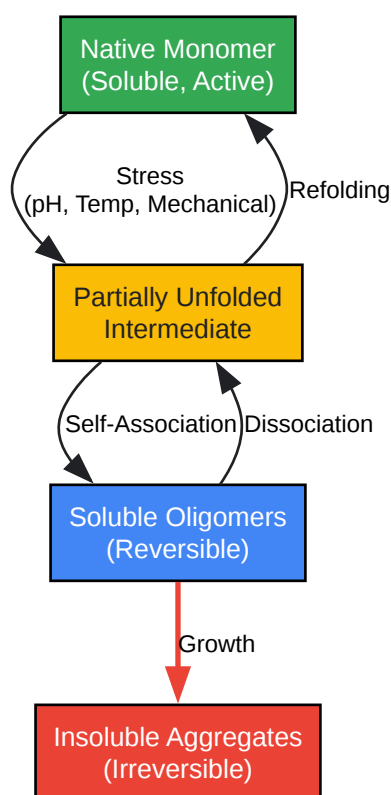 Native Monomer
(Soluble, Active)
Stress
(pH, Temp, Mechanical)
Refolding
Partially Unfolded
Intermediate
Self-Association
Dissociation
Soluble Oligomers
(Reversible)
Growth
Insoluble Aggregates
(Irreversible)